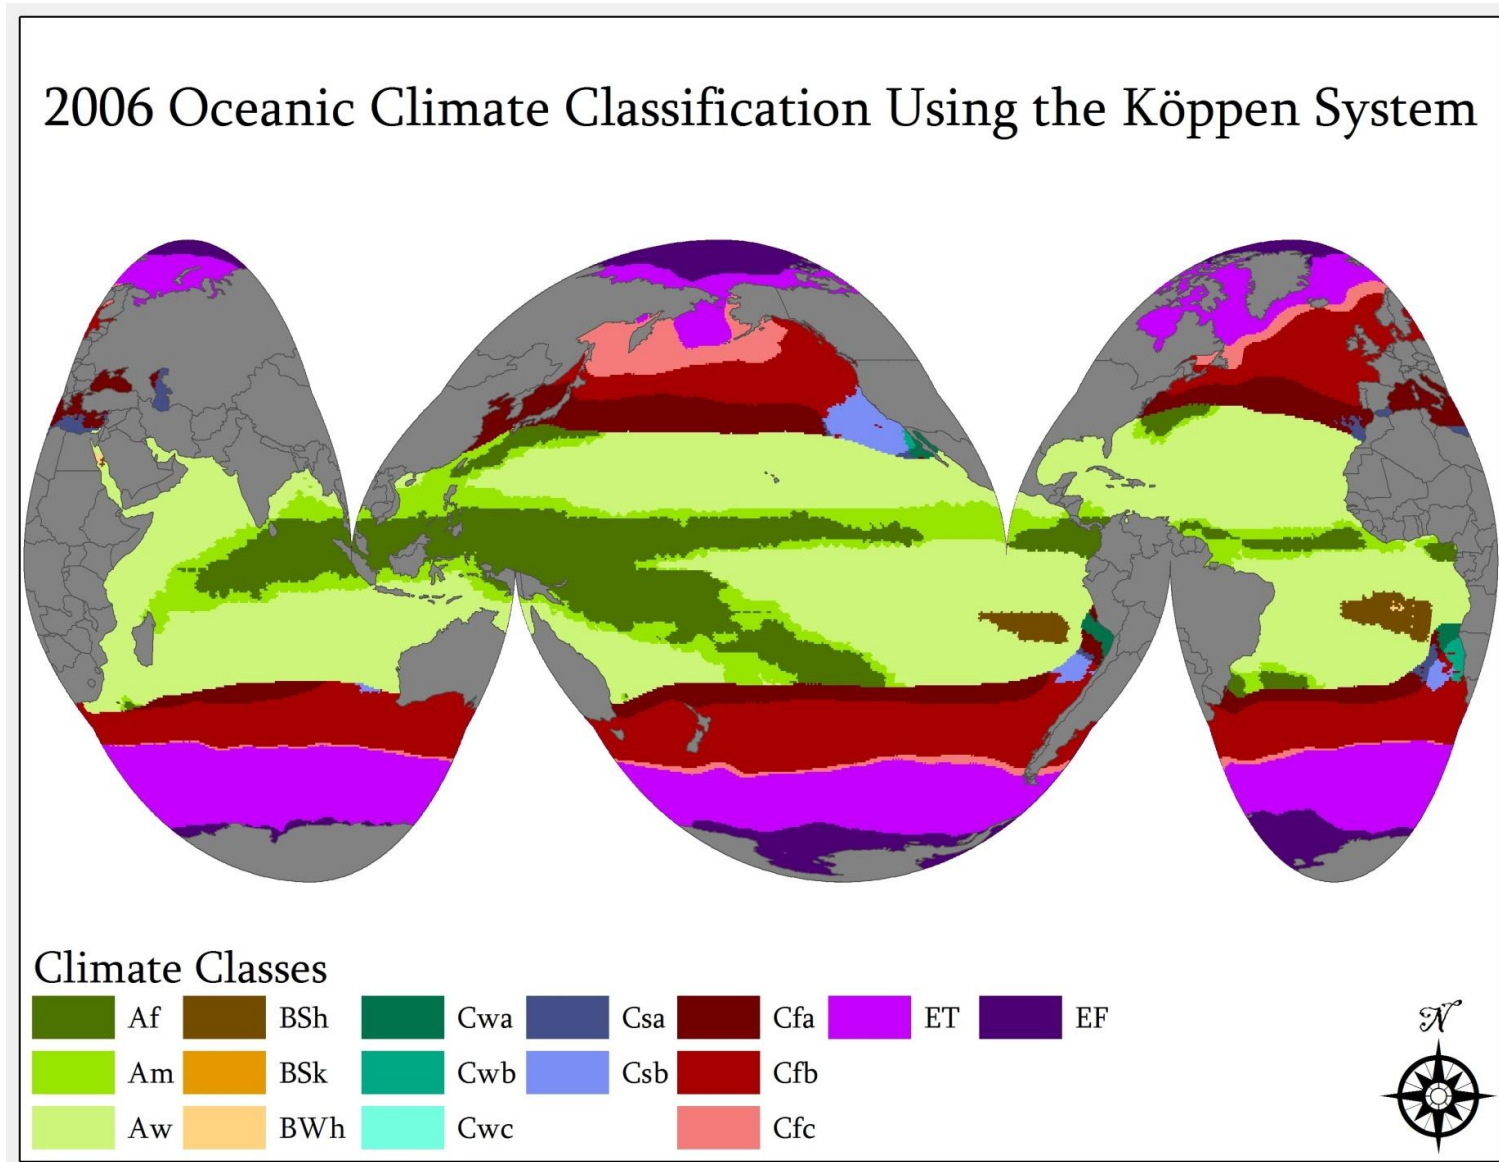 2006 Oceanic Climate Classification Using the Köppen System
Climate Classes
Af BSh Cwa Csa Cfa ET EF
Am BSk Cwb Csb Cfb
Aw BWh Cwc Cfc
N